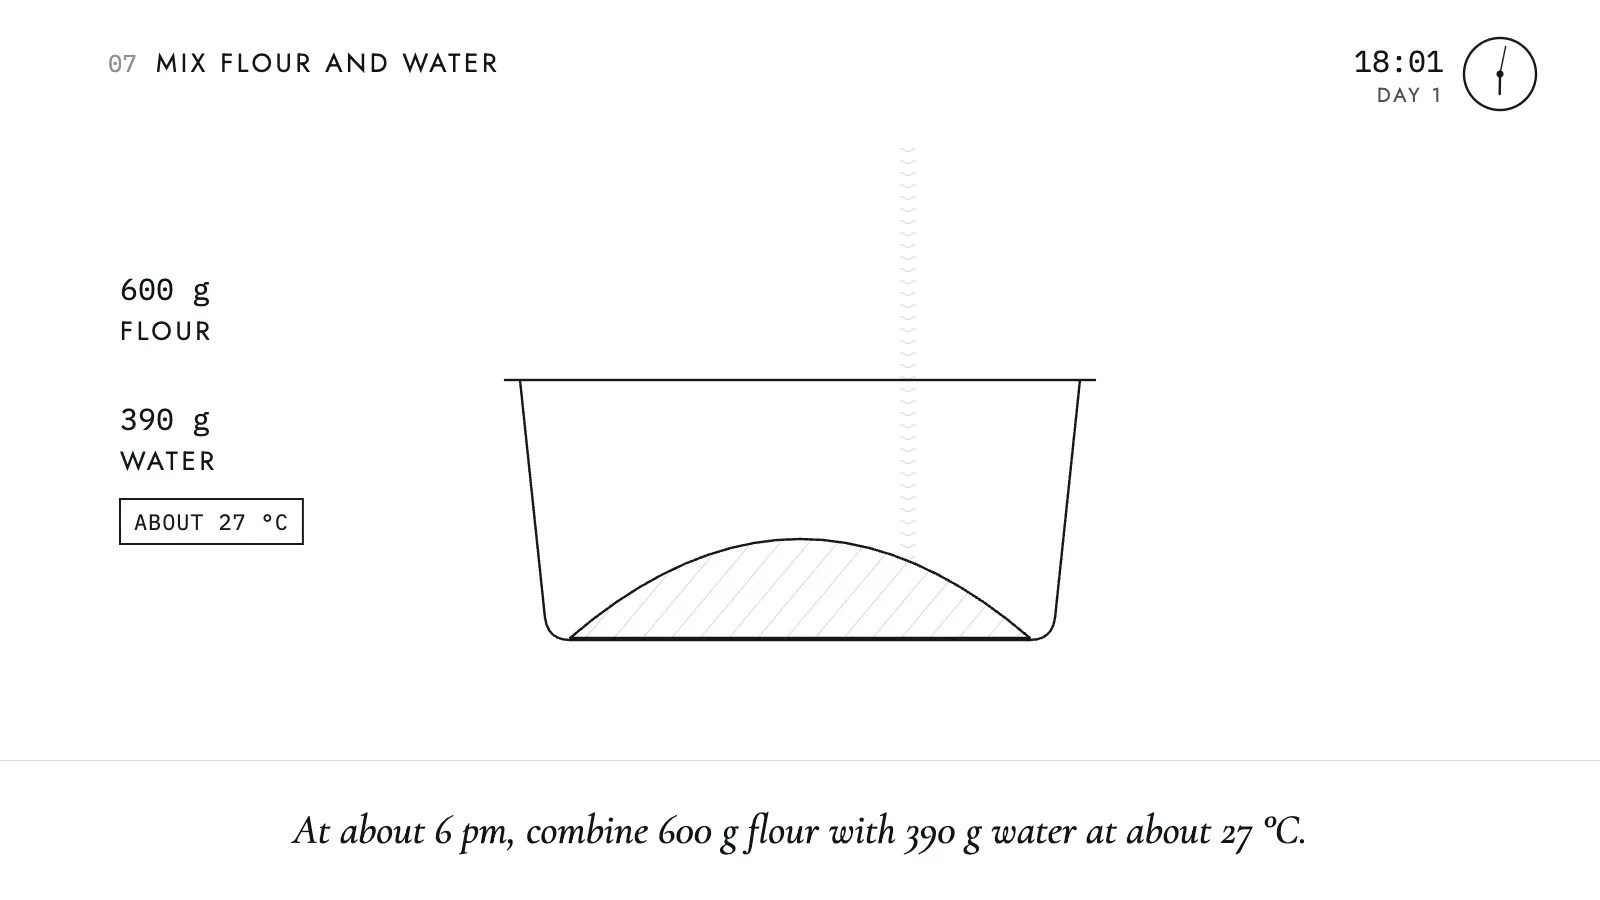 07 MIX FLOUR AND WATER
18:01
DAY 1
600 g
FLOUR
390 g
WATER
ABOUT 27 °C
At about 6 pm, combine 600 g flour with 390 g water at about 27 °C.